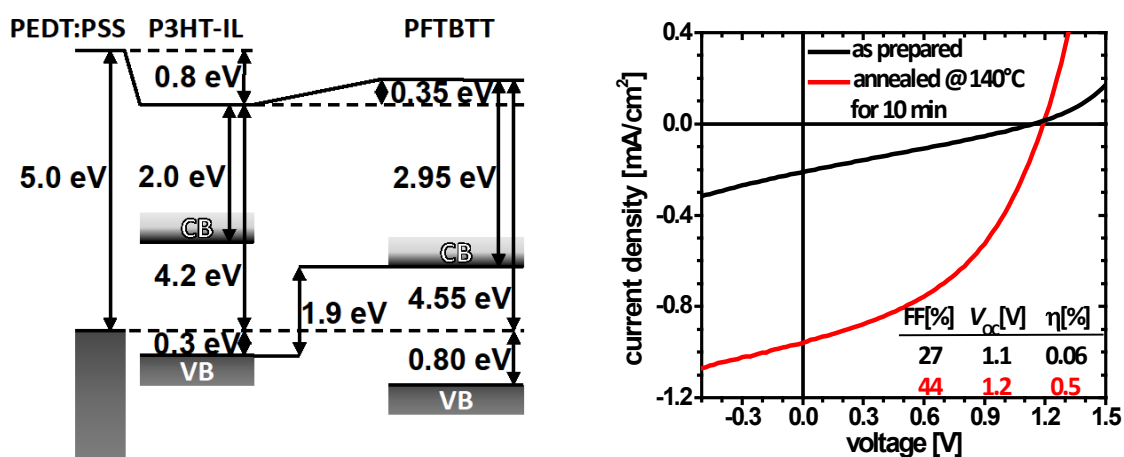 PEDT:PSS P3HT-IL PFTBTT
0.8 eV
0.35 eV
5.0 eV
2.0 eV
2.95 eV
CB
CB
4.2 eV
1.9 eV
4.55 eV
0.3 eV
VB
0.80 eV
VB
current density [mA/cm²]
0.4
0.0
-0.4
-0.8
-1.2
as prepared
annealed @ 140°C
for 10 min
FF[%] V_oc[V] η[%]
27 1.1 0.06
44 1.2 0.5
-0.3 0.0 0.3 0.6 0.9 1.2 1.5
voltage [V]